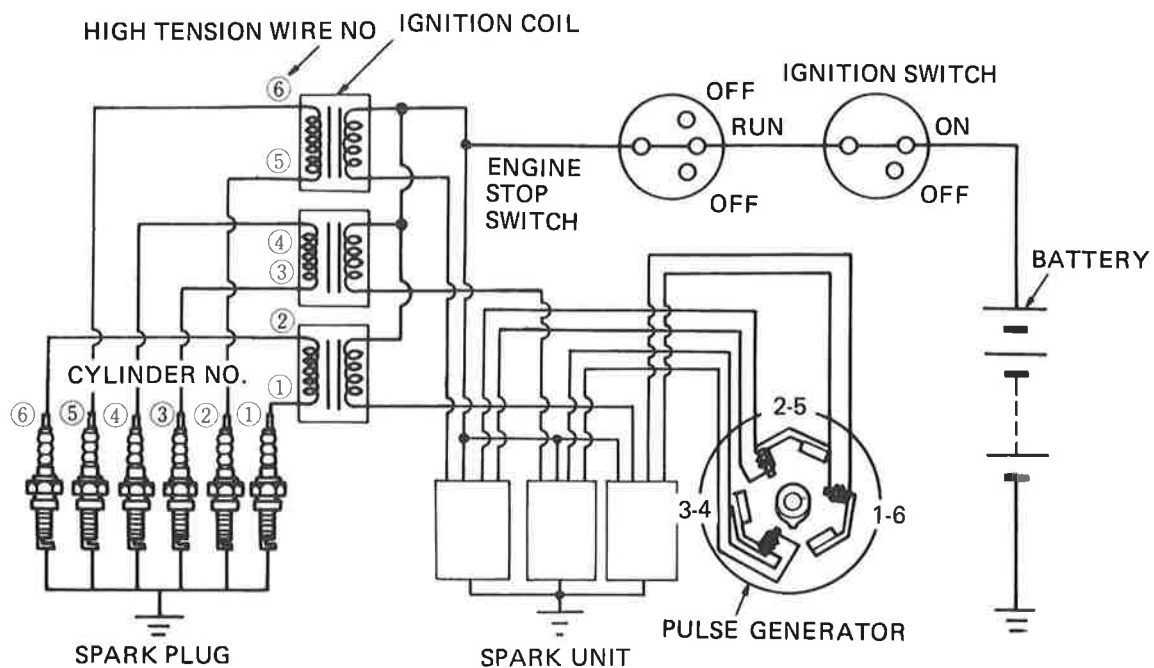 HIGH TENSION WIRE NO
IGNITION COIL
⑥
⑤
④
③
②
①
OFF
RUN
OFF
IGNITION SWITCH
ON
OFF
ENGINE
STOP
SWITCH
BATTERY
CYLINDER NO.
⑥ ⑤ ④ ③ ② ①
2-5
3-4
1-6
PULSE GENERATOR
SPARK PLUG
SPARK UNIT